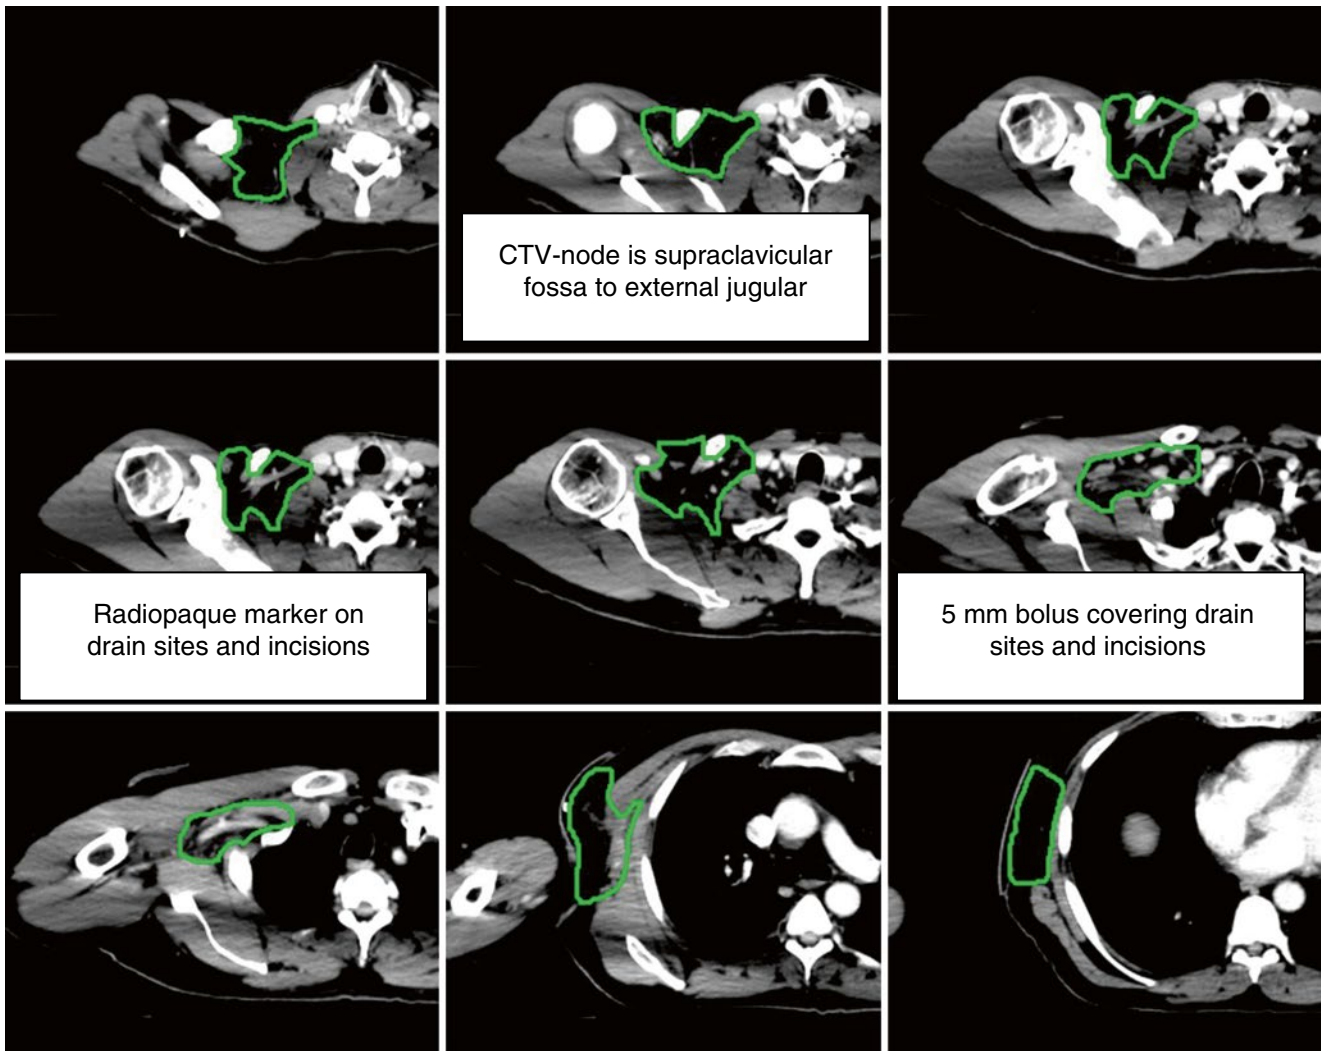 CTV-node is supraclavicular
fossa to external jugular
Radiopaque marker on
drain sites and incisions
5 mm bolus covering drain
sites and incisions